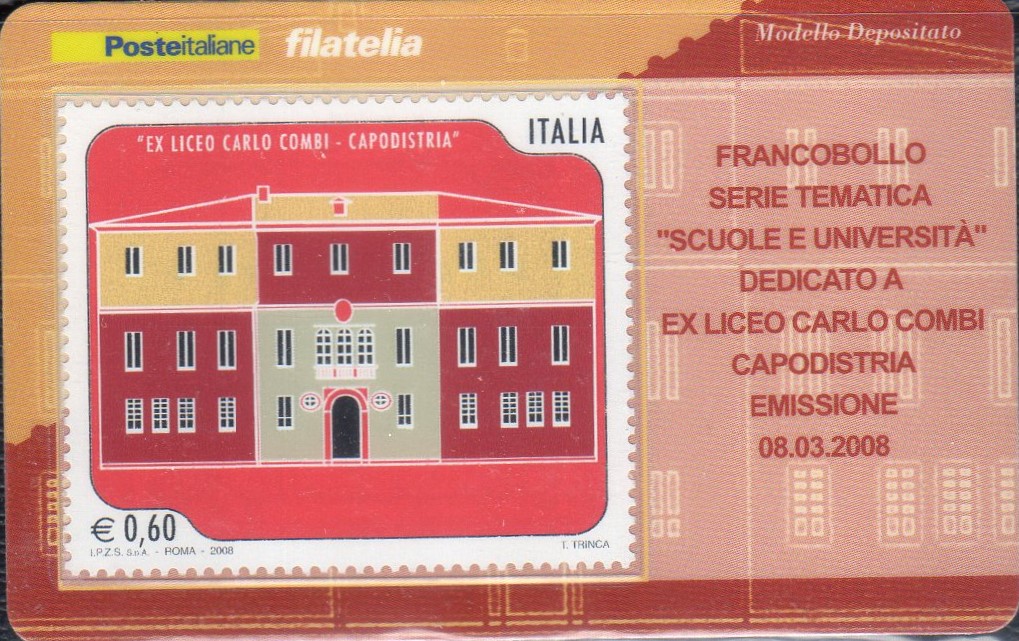 Posteitaliane filatelia
Modello Depositato
"EX LICEO CARLO COMBI - CAPODISTRIA"
ITALIA
€ 0,60
I.P.Z.S. S.p.A. - ROMA - 2008
T. TRINCA
FRANCOBOLLO
SERIE TEMATICA
"SCUOLE E UNIVERSITÀ"
DEDICATO A
EX LICEO CARLO COMBI
CAPODISTRIA
EMISSIONE
08.03.2008